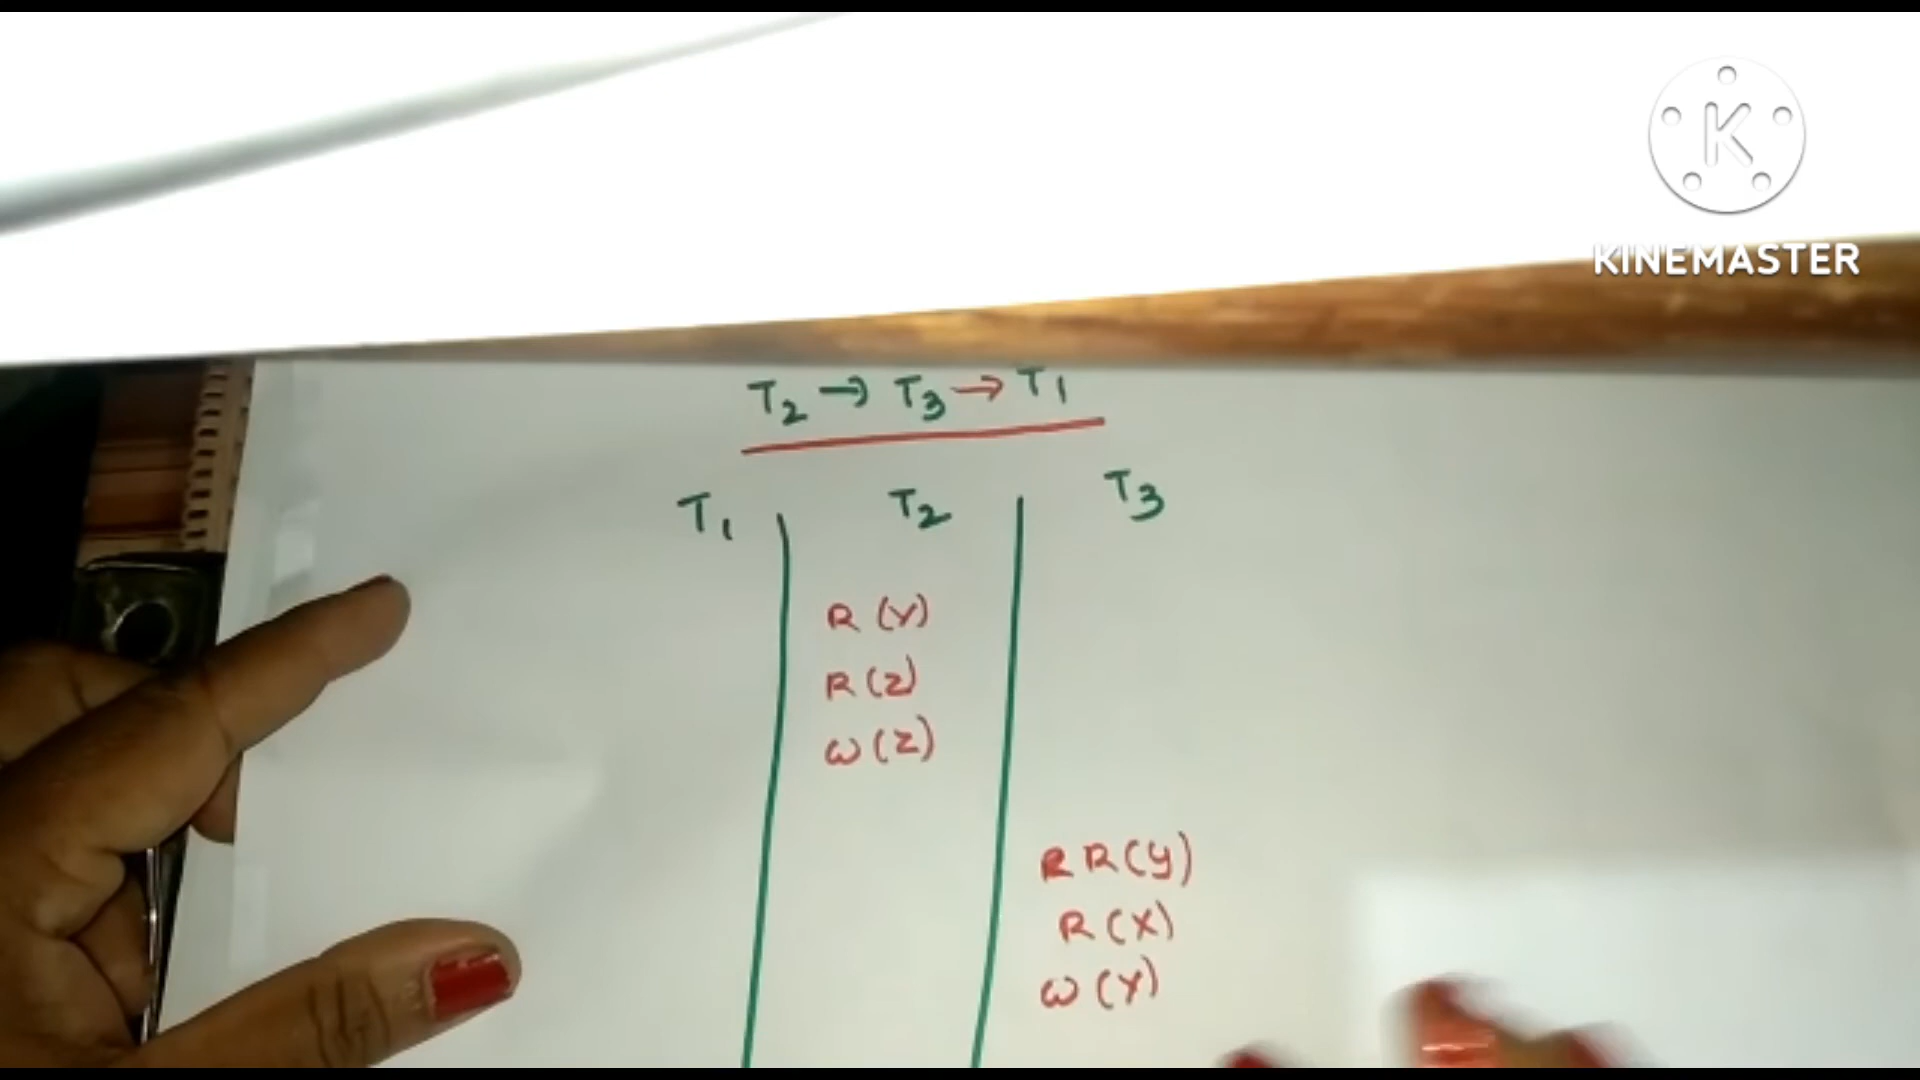 KINEMASTER
T2 → T3 → T1
T1 T2 T3
R (Y)
R (Z)
W (Z)
R R (Y)
R (X)
W (Y)